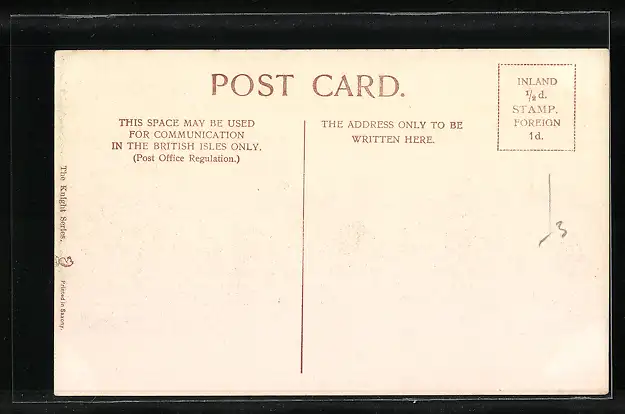 POST CARD.
THIS SPACE MAY BE USED
FOR COMMUNICATION
IN THE BRITISH ISLES ONLY.
(Post Office Regulation.)
THE ADDRESS ONLY TO BE
WRITTEN HERE.
INLAND
½ d.
STAMP.
FOREIGN
1d.
3
The Knight Series.
Printed in Saxony.